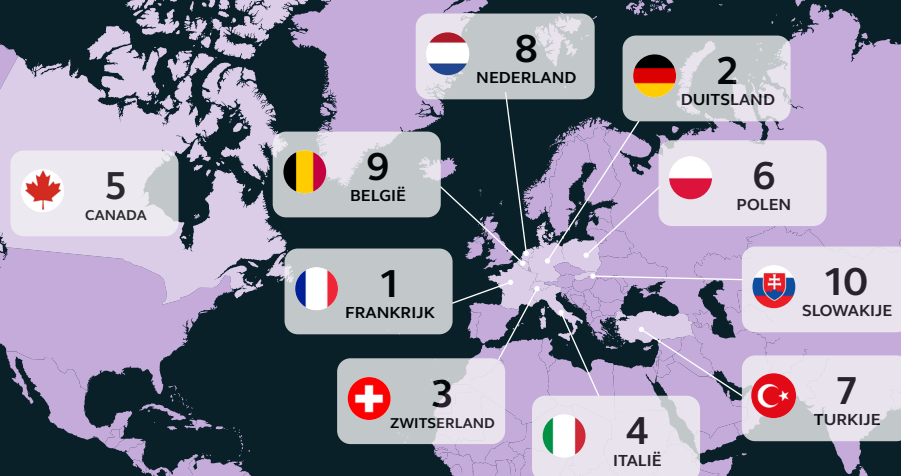 8
NEDERLAND
2
DUITSLAND
9
BELGIË
5
CANADA
6
POLEN
1
FRANKRIJK
10
SLOWAKIJE
3
ZWITSERLAND
4
ITALIË
7
TURKIJE